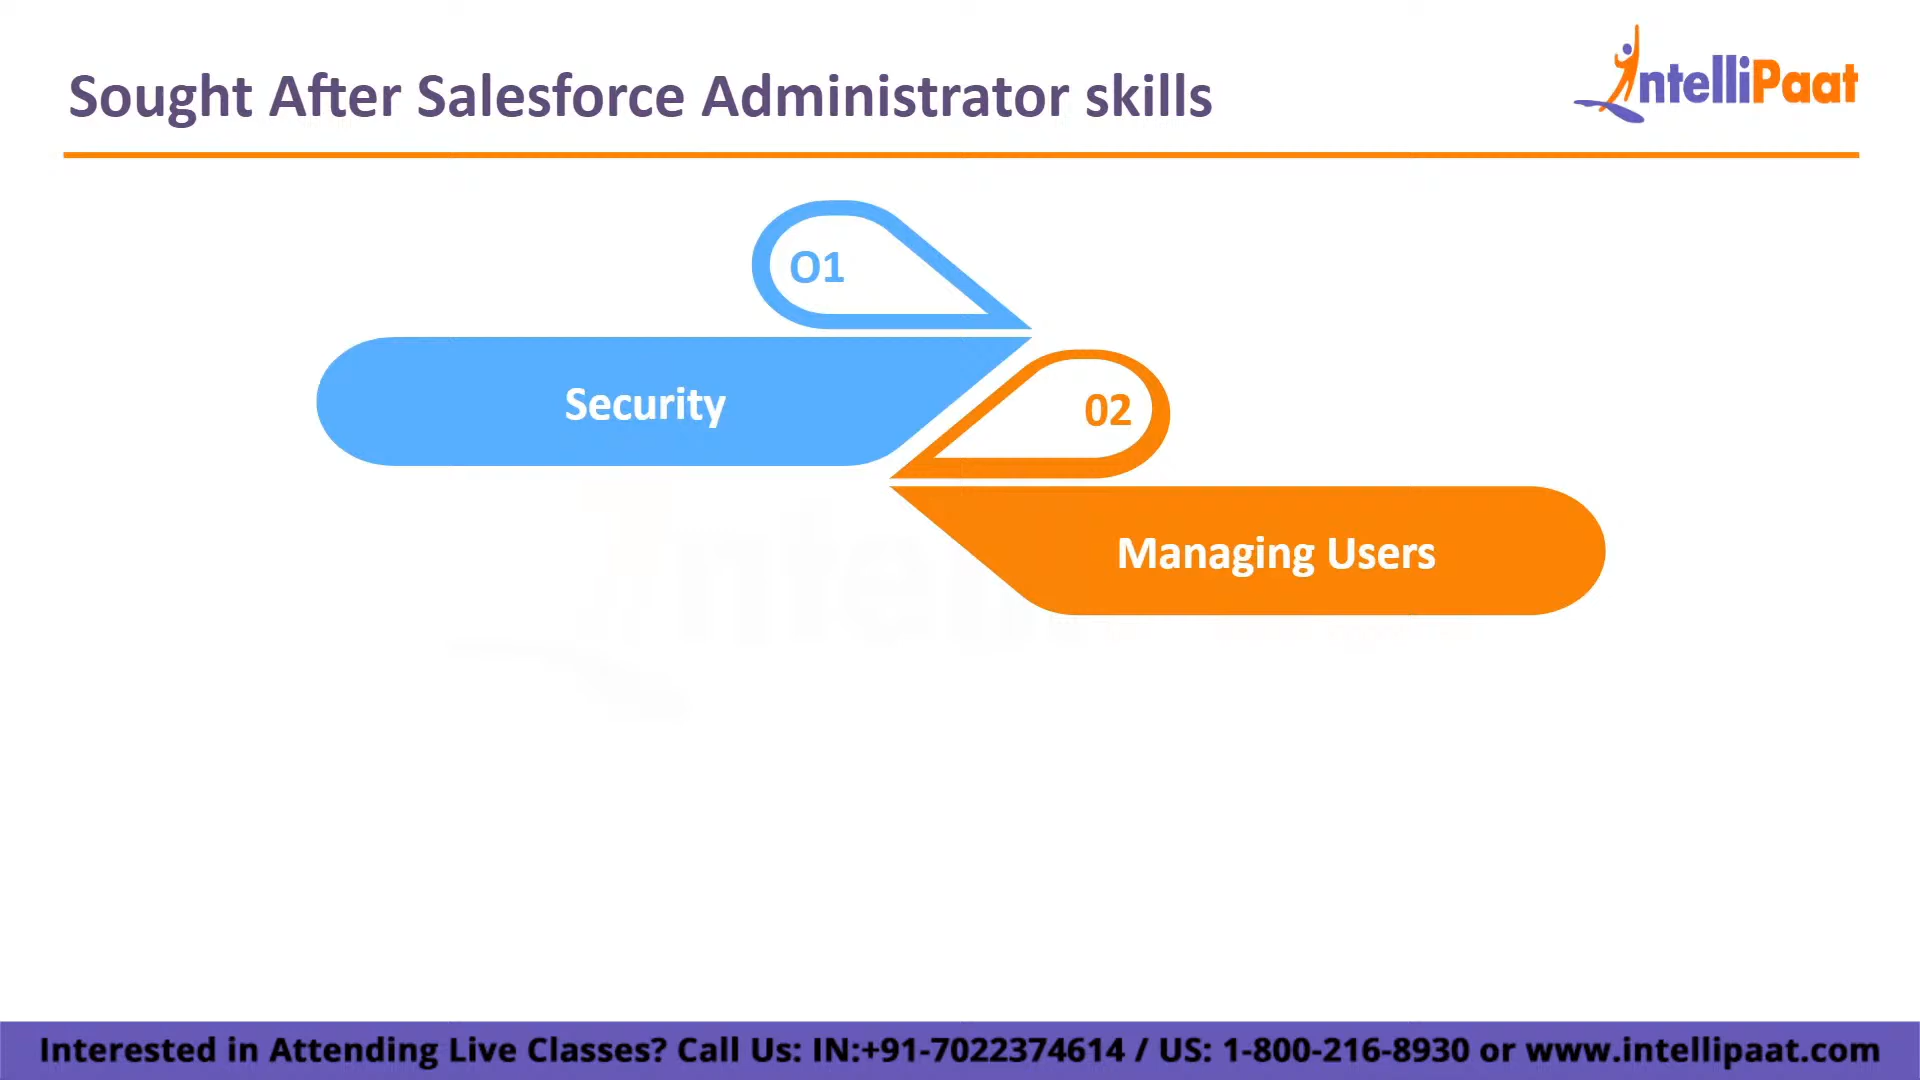 Sought After Salesforce Administrator skills
IntelliPaat
O1
Security
02
Managing Users
Interested in Attending Live Classes? Call Us: IN:+91-7022374614 / US: 1-800-216-8930 or www.intellipaat.com